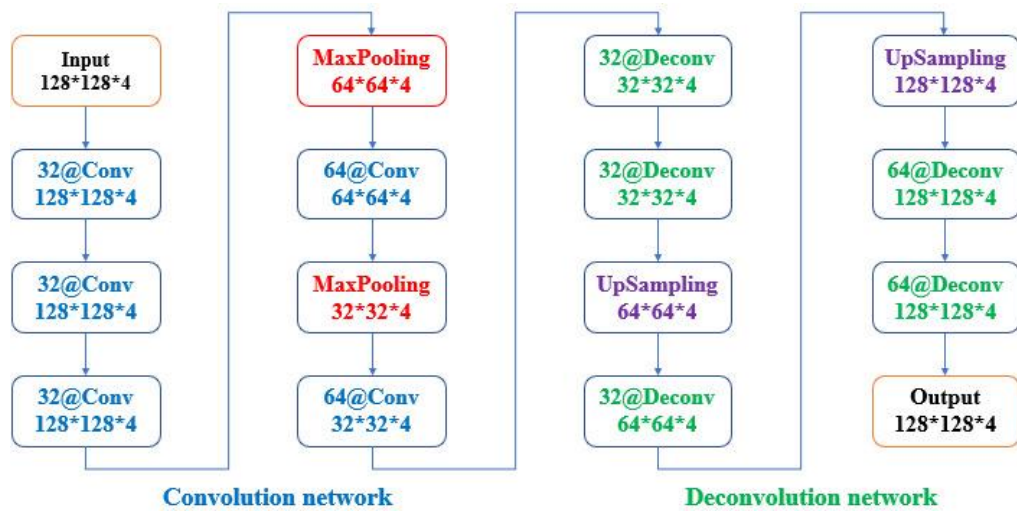 Input
128*128*4
32@Conv
128*128*4
32@Conv
128*128*4
32@Conv
128*128*4
MaxPooling
64*64*4
64@Conv
64*64*4
MaxPooling
32*32*4
64@Conv
32*32*4
32@Deconv
32*32*4
32@Deconv
32*32*4
UpSampling
64*64*4
32@Deconv
64*64*4
UpSampling
128*128*4
64@Deconv
128*128*4
64@Deconv
128*128*4
Output
128*128*4
Convolution network
Deconvolution network